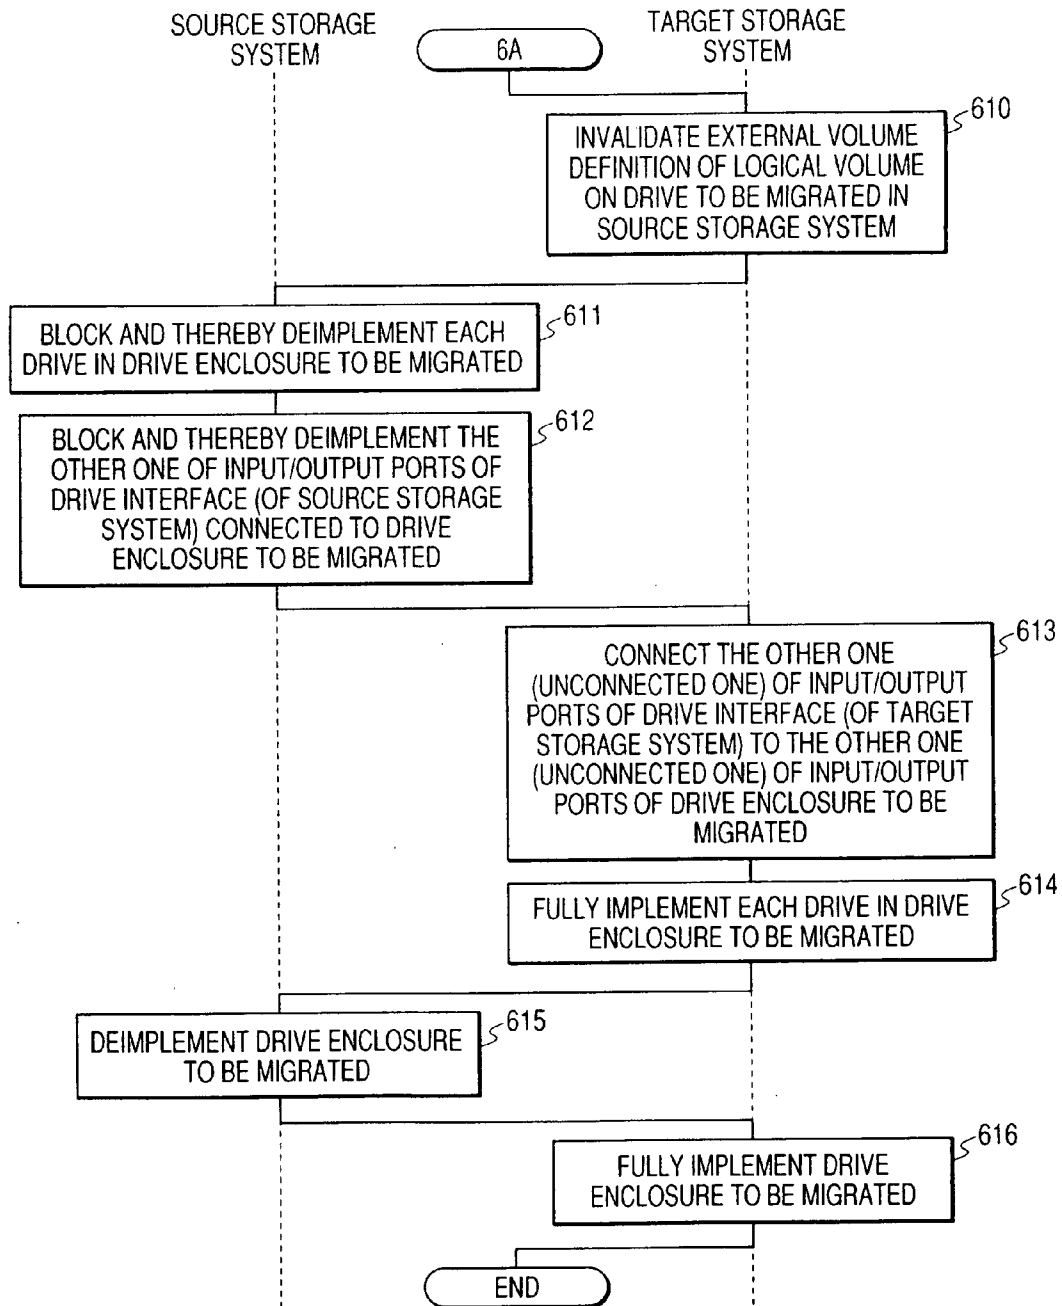 SOURCE STORAGE
SYSTEM
6A
TARGET STORAGE
SYSTEM
610
INVALIDATE EXTERNAL VOLUME
DEFINITION OF LOGICAL VOLUME
ON DRIVE TO BE MIGRATED IN
SOURCE STORAGE SYSTEM
611
BLOCK AND THEREBY DEIMPLEMENT EACH
DRIVE IN DRIVE ENCLOSURE TO BE MIGRATED
612
BLOCK AND THEREBY DEIMPLEMENT THE
OTHER ONE OF INPUT/OUTPUT PORTS OF
DRIVE INTERFACE (OF SOURCE STORAGE
SYSTEM) CONNECTED TO DRIVE
ENCLOSURE TO BE MIGRATED
613
CONNECT THE OTHER ONE
(UNCONNECTED ONE) OF INPUT/OUTPUT
PORTS OF DRIVE INTERFACE (OF TARGET
STORAGE SYSTEM) TO THE OTHER ONE
(UNCONNECTED ONE) OF INPUT/OUTPUT
PORTS OF DRIVE ENCLOSURE TO BE
MIGRATED
614
FULLY IMPLEMENT EACH DRIVE IN DRIVE
ENCLOSURE TO BE MIGRATED
615
DEIMPLEMENT DRIVE ENCLOSURE
TO BE MIGRATED
616
FULLY IMPLEMENT DRIVE
ENCLOSURE TO BE MIGRATED
END